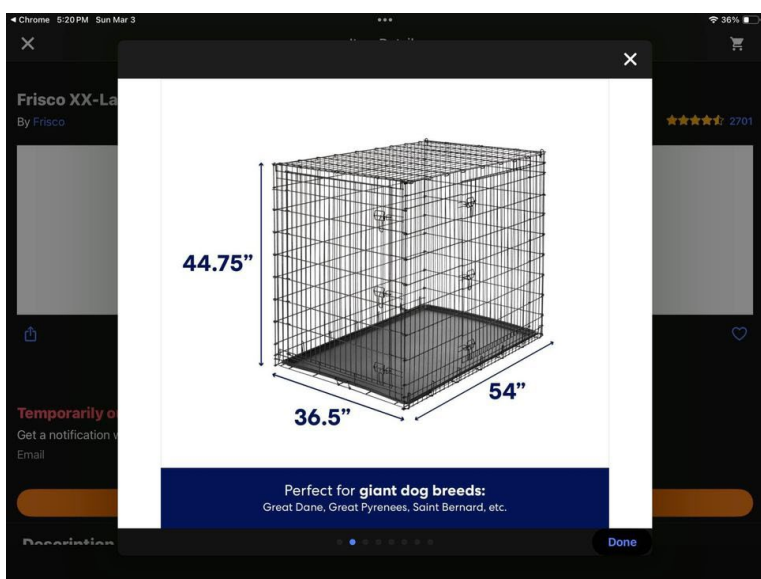 Chrome 5:20 PM Sun Mar 3
36%
Frisco XX-La
By Frisco
2701
44.75”
36.5”
54”
Temporarily o
Get a notification
Email
Perfect for giant dog breeds:
Great Dane, Great Pyrenees, Saint Bernard, etc.
Description
Done